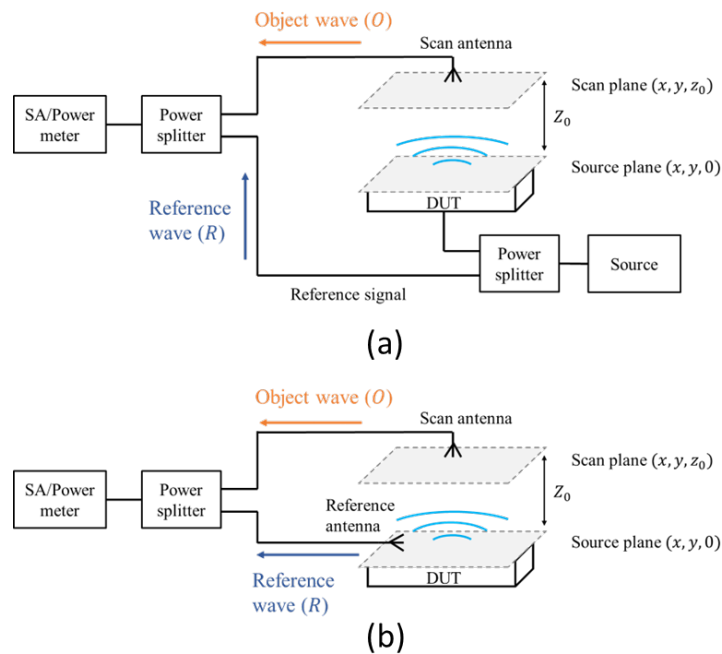 Object wave (O)
Scan antenna
Scan plane (x, y, z₀)
SA/Power
meter
Power
splitter
Z₀
Source plane (x, y, 0)
Reference
wave (R)
DUT
Power
splitter
Source
Reference signal
(a)
Object wave (O)
Scan antenna
Scan plane (x, y, z₀)
SA/Power
meter
Power
splitter
Reference
antenna
Z₀
Source plane (x, y, 0)
Reference
wave (R)
DUT
(b)